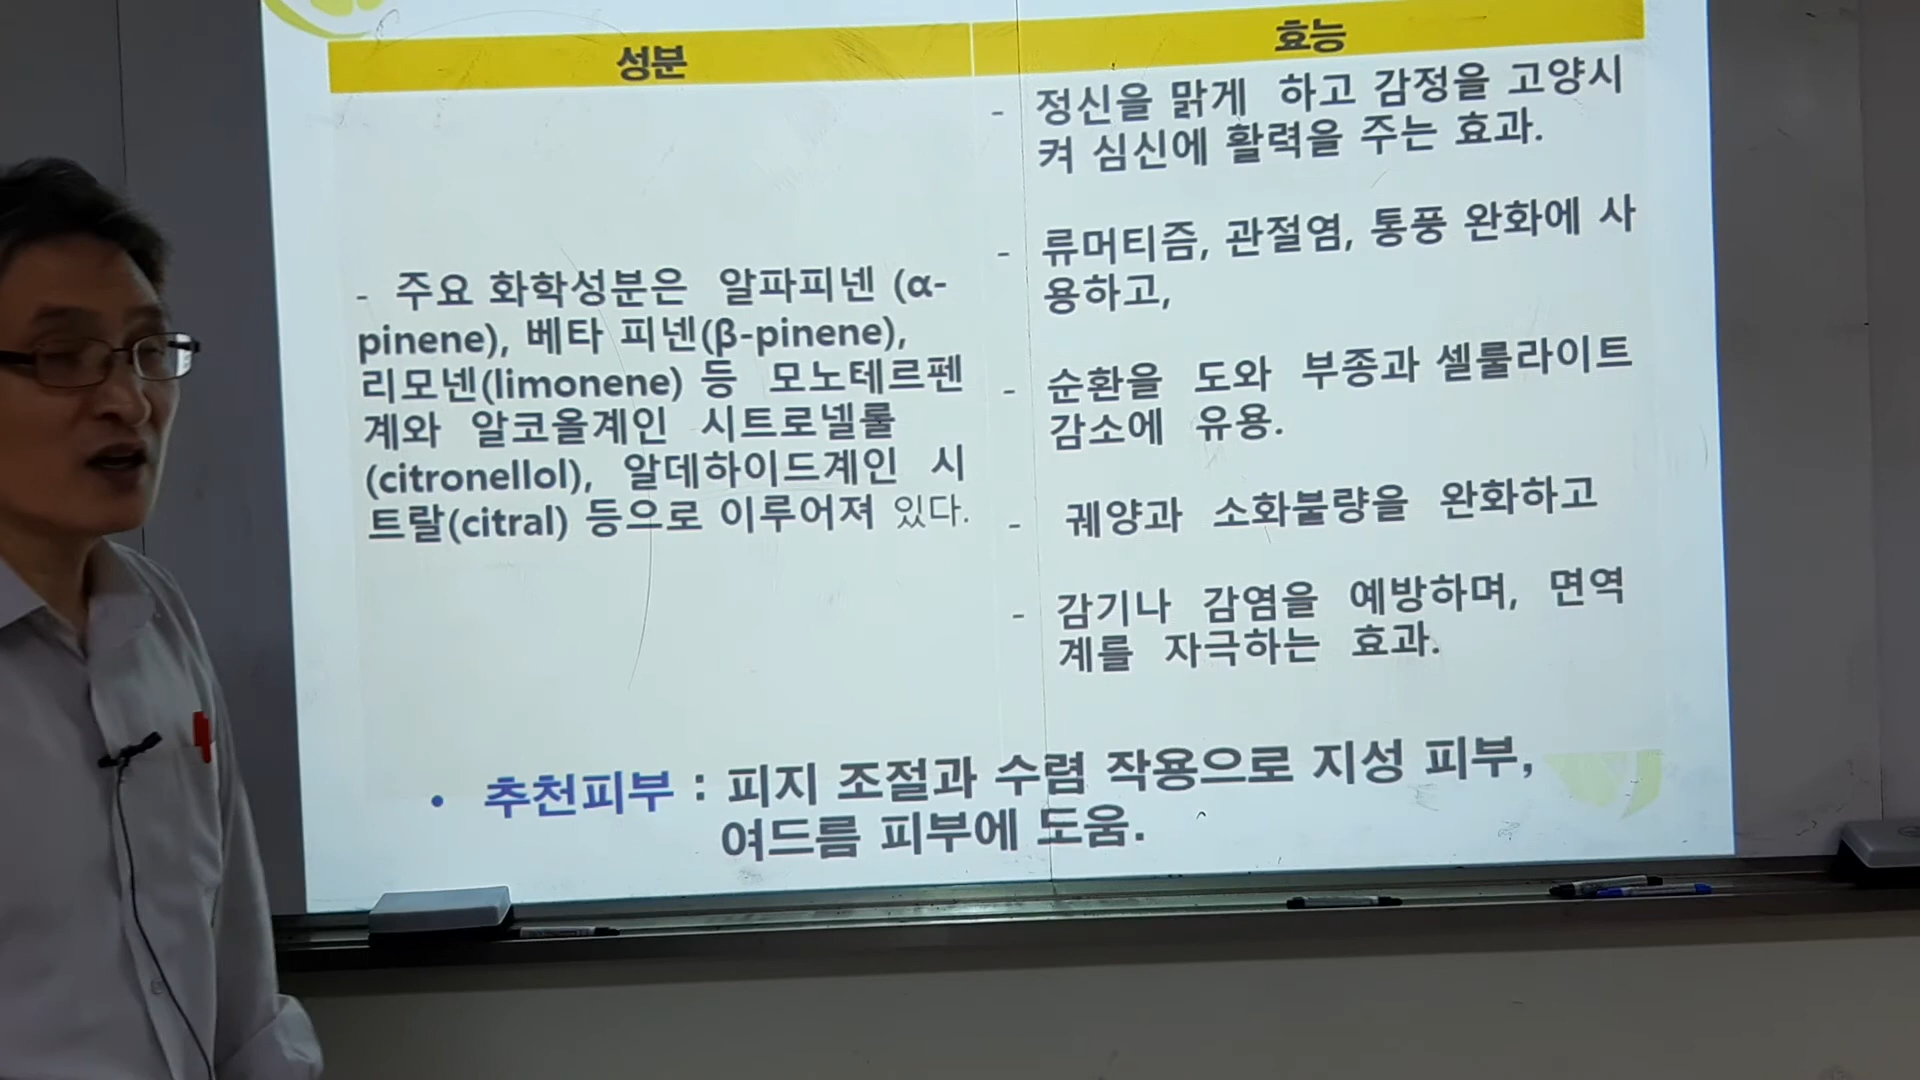 성분
효능
- 주요 화학성분은 알파피넨 (α-
pinene), 베타 피넨(β-pinene),
리모넨(limonene) 등 모노테르펜
계와 알코올계인 시트로넬롤
(citronellol), 알데하이드계인 시
트랄(citral) 등으로 이루어져 있다.
- 정신을 맑게 하고 감정을 고양시
켜 심신에 활력을 주는 효과.
- 류머티즘, 관절염, 통풍 완화에 사
용하고,
- 순환을 도와 부종과 셀룰라이트
감소에 유용.
- 궤양과 소화불량을 완화하고
- 감기나 감염을 예방하며, 면역
계를 자극하는 효과.
• 추천피부 : 피지 조절과 수렴 작용으로 지성 피부,
여드름 피부에 도움.